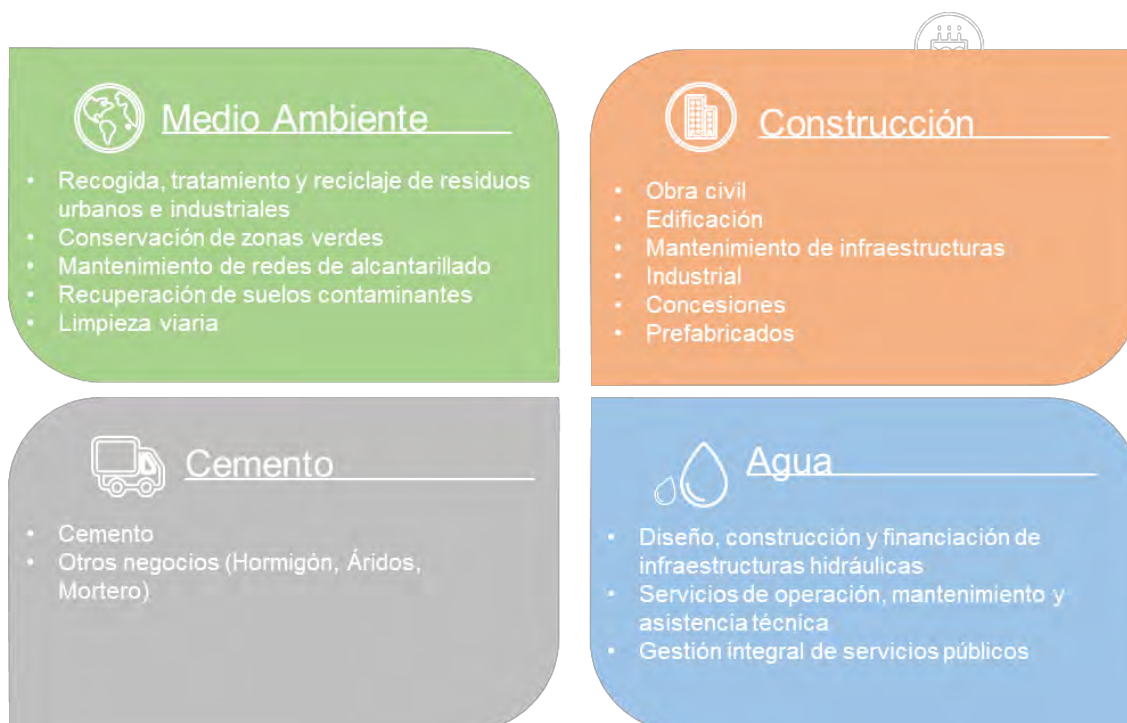 Medio Ambiente
• Recogida, tratamiento y reciclaje de residuos
urbanos e industriales
• Conservación de zonas verdes
• Mantenimiento de redes de alcantarillado
• Recuperación de suelos contaminantes
• Limpieza viaria
Construcción
• Obra civil
• Edificación
• Mantenimiento de infraestructuras
• Industrial
• Concesiones
• Prefabricados
Cemento
• Cemento
• Otros negocios (Hormigón, Áridos,
Mortero)
Agua
• Diseño, construcción y financiación de
infraestructuras hidráulicas
• Servicios de operación, mantenimiento y
asistencia técnica
• Gestión integral de servicios públicos